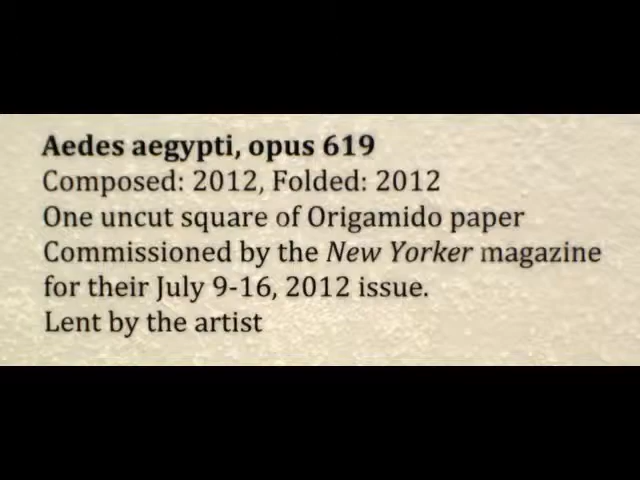 Aedes aegypti, opus 619
Composed: 2012, Folded: 2012
One uncut square of Origamido paper
Commissioned by the New Yorker magazine
for their July 9-16, 2012 issue.
Lent by the artist